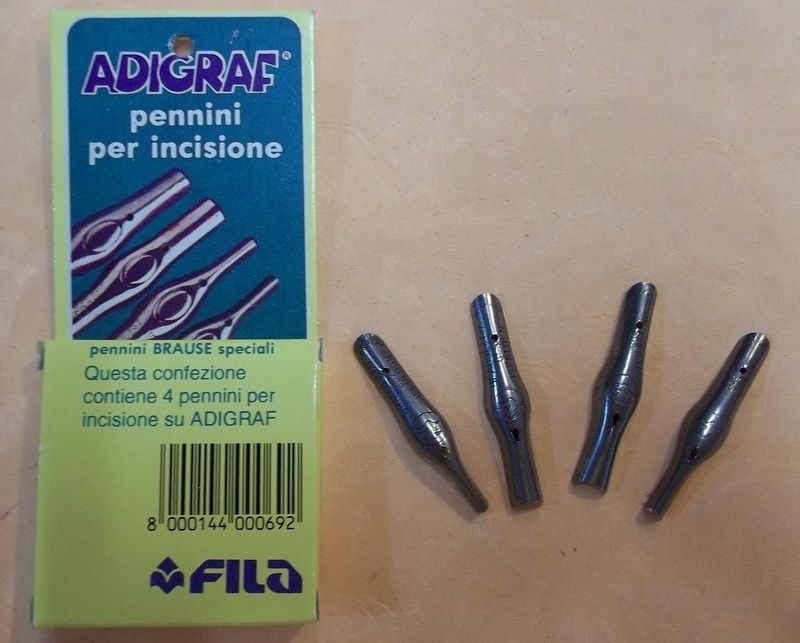 ADIGRAF®
pennini
per incisione
pennini BRAUSE speciali
Questa confezione
contiene 4 pennini per
incisione su ADIGRAF
8 000144 000692
FILA